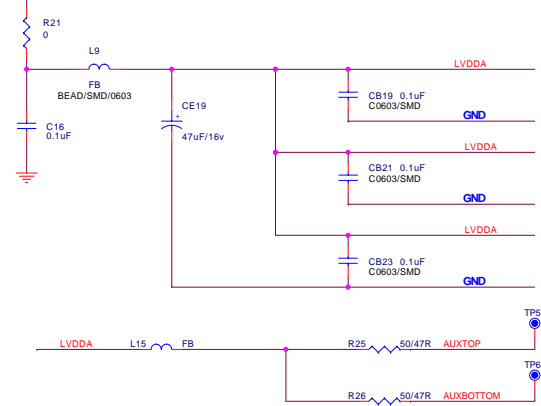 R21
0
L9
FB
BEAD/SMD/0603
LVDDA
CB19 0.1uF
C0603/SMD
GND
CE19
+
47uF/16v
C16
0.1uF
LVDDA
CB21 0.1uF
C0603/SMD
GND
LVDDA
CB23 0.1uF
C0603/SMD
GND
TP5
LVDDA L15 FB R25 50/47R AUXTOP
TP6
R26 50/47R AUXBOTTOM